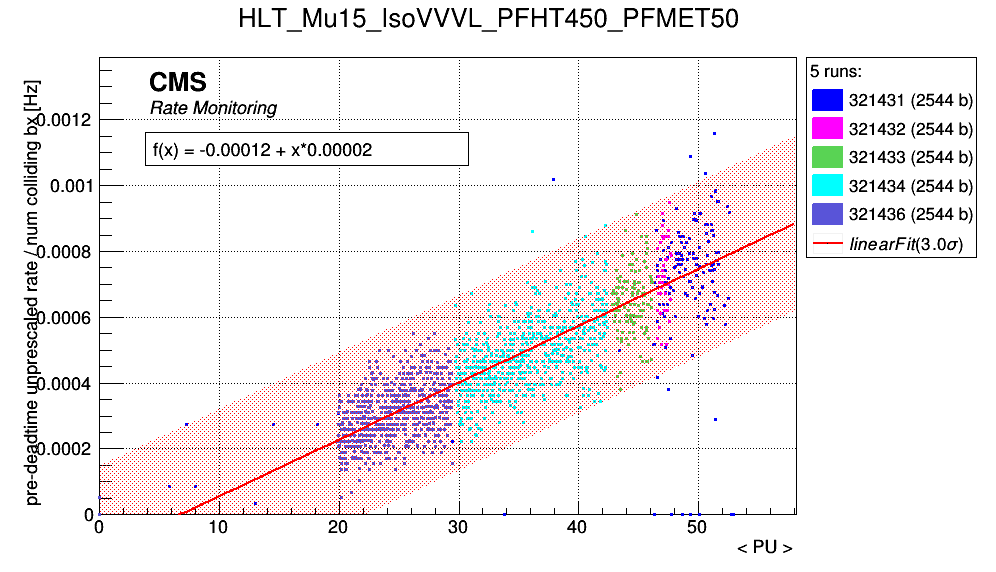 HLT_Mu15_IsoVVVL_PFHT450_PFMET50
CMS
Rate Monitoring
f(x) = -0.00012 + x*0.00002
pre-deadtime unprescaled rate / num colliding bx [Hz]
0.0012
0.001
0.0008
0.0006
0.0004
0.0002
0
0 10 20 30 40 50
< PU >
5 runs:
321431 (2544 b)
321432 (2544 b)
321433 (2544 b)
321434 (2544 b)
321436 (2544 b)
linearFit(3.0σ)